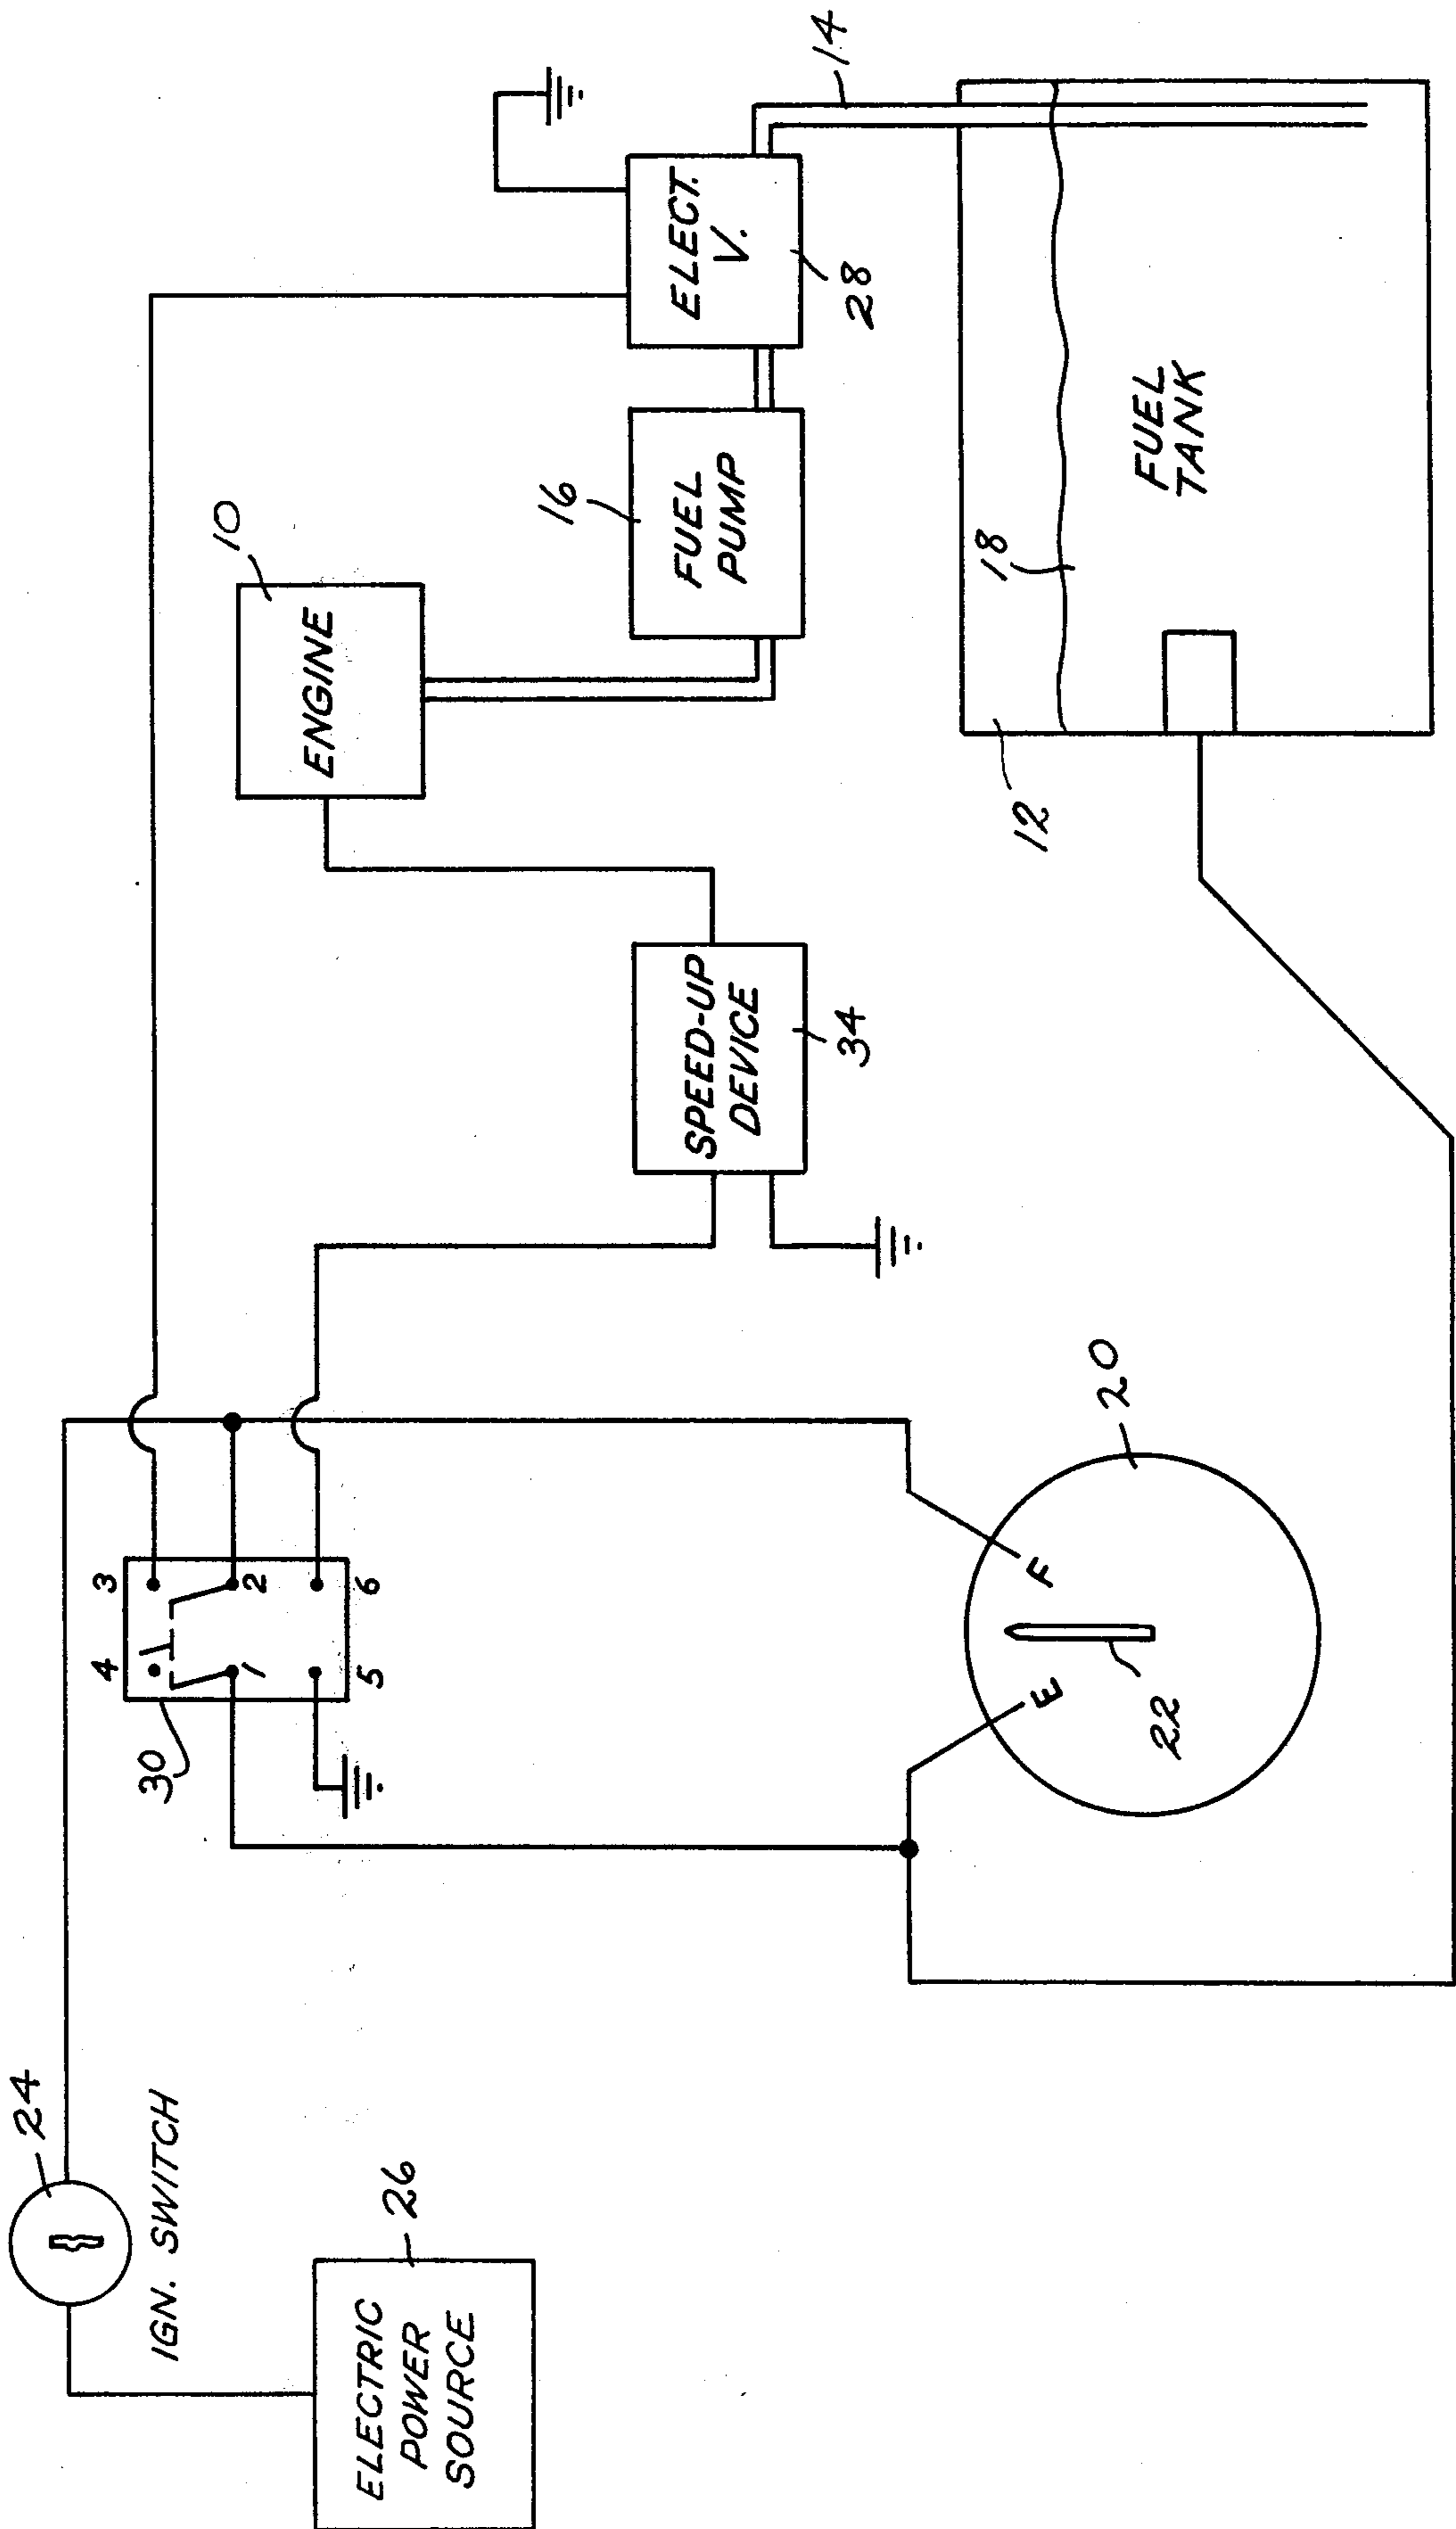 24
IGN. SWITCH
26
ELECTRIC
POWER
SOURCE
30
4 3
1 2
5 6
10
ENGINE
16
FUEL
PUMP
ELECT.
V.
28
SPEED-UP
DEVICE
34
14
20
E F
22
12
18
FUEL
TANK